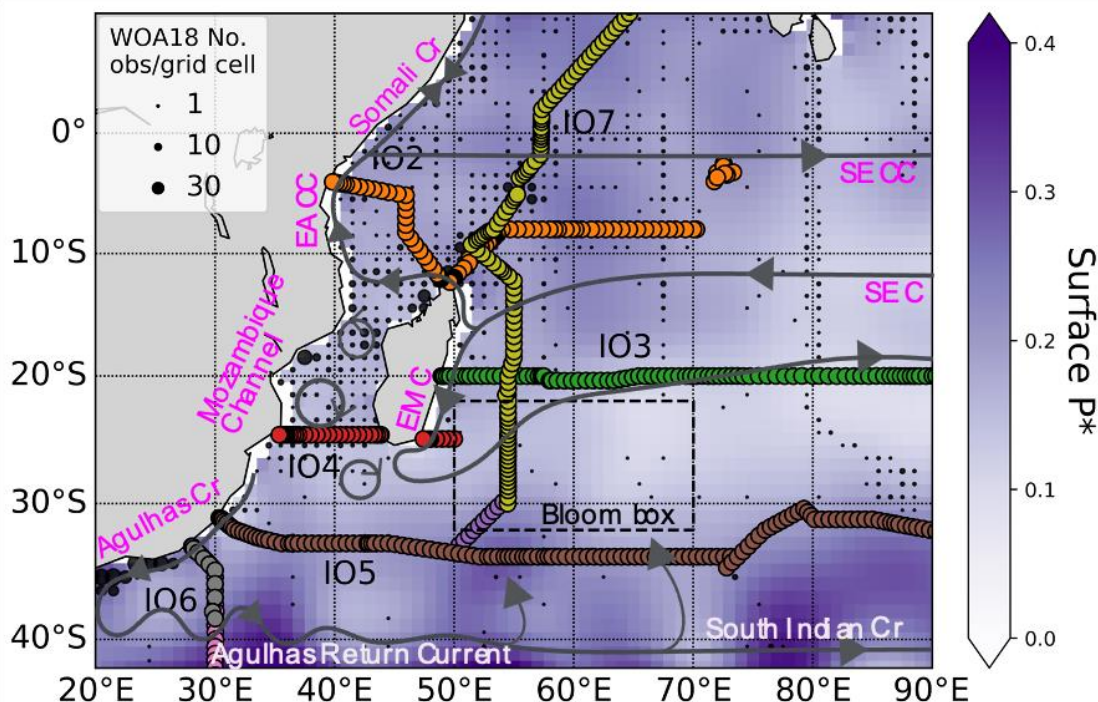 WOA18 No.
obs/grid cell
1
10
30
Somali Cr
IO7
0°
IO2
SECC
EACC
10°S
SEC
Mozambique
Channel
IO3
20°S
EMC
IO4
30°S
Agulhas Cr
Bloom box
IO5
IO6
South Indian Cr
40°S
Agulhas Return Current
20°E
30°E
40°E
50°E
60°E
70°E
80°E
90°E
0.4
0.3
0.2
0.1
0.0
Surface P*